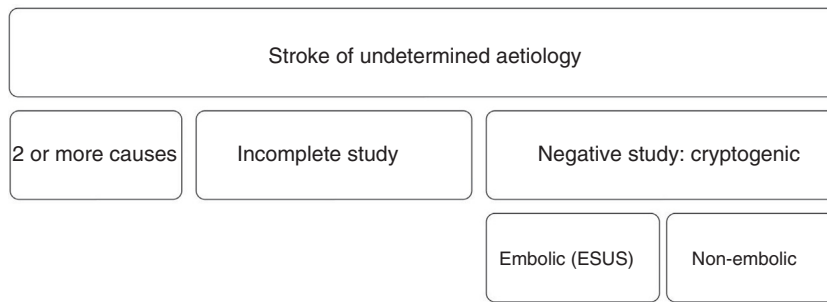 Stroke of undetermined aetiology
2 or more causes
Incomplete study
Negative study: cryptogenic
Embolic (ESUS)
Non-embolic